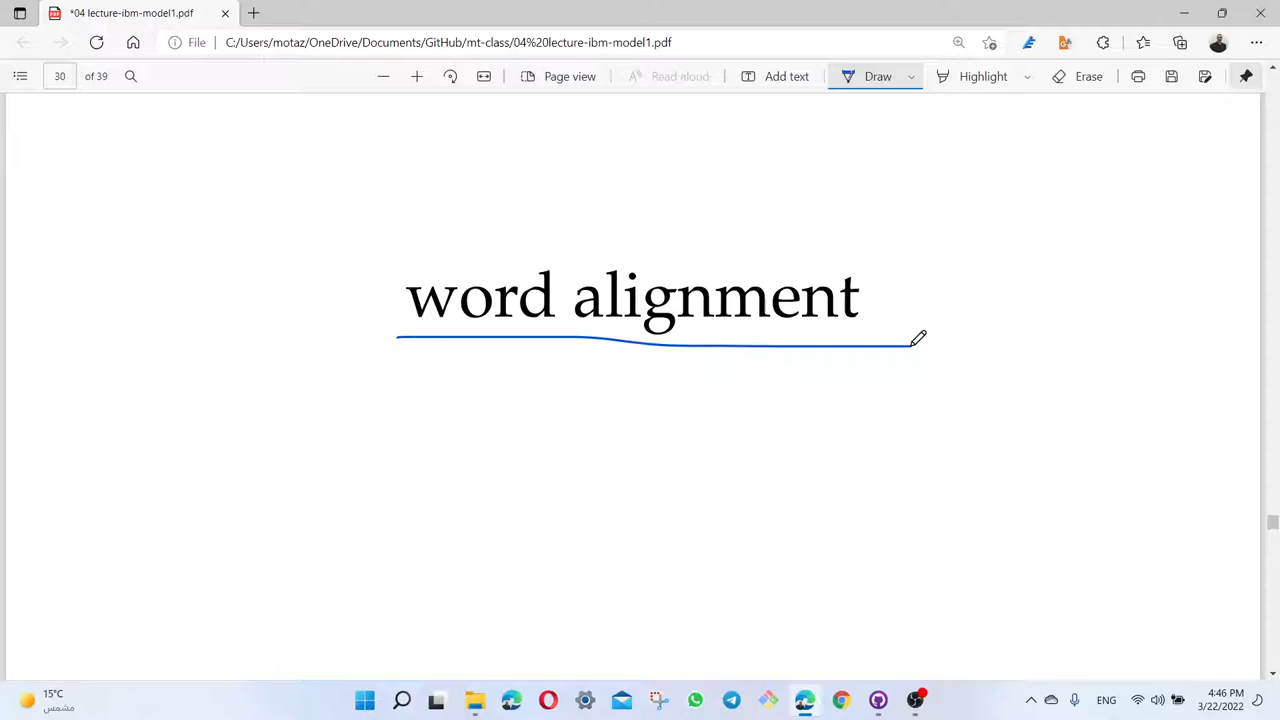 *04 lecture-ibm-model1.pdf
File C:/Users/motaz/OneDrive/Documents/GitHub/mt-class/04%20lecture-ibm-model1.pdf
30 of 39 Page view Read aloud Add text Draw Highlight Erase
word alignment
15°C
مشمس
ENG
4:46 PM
3/22/2022